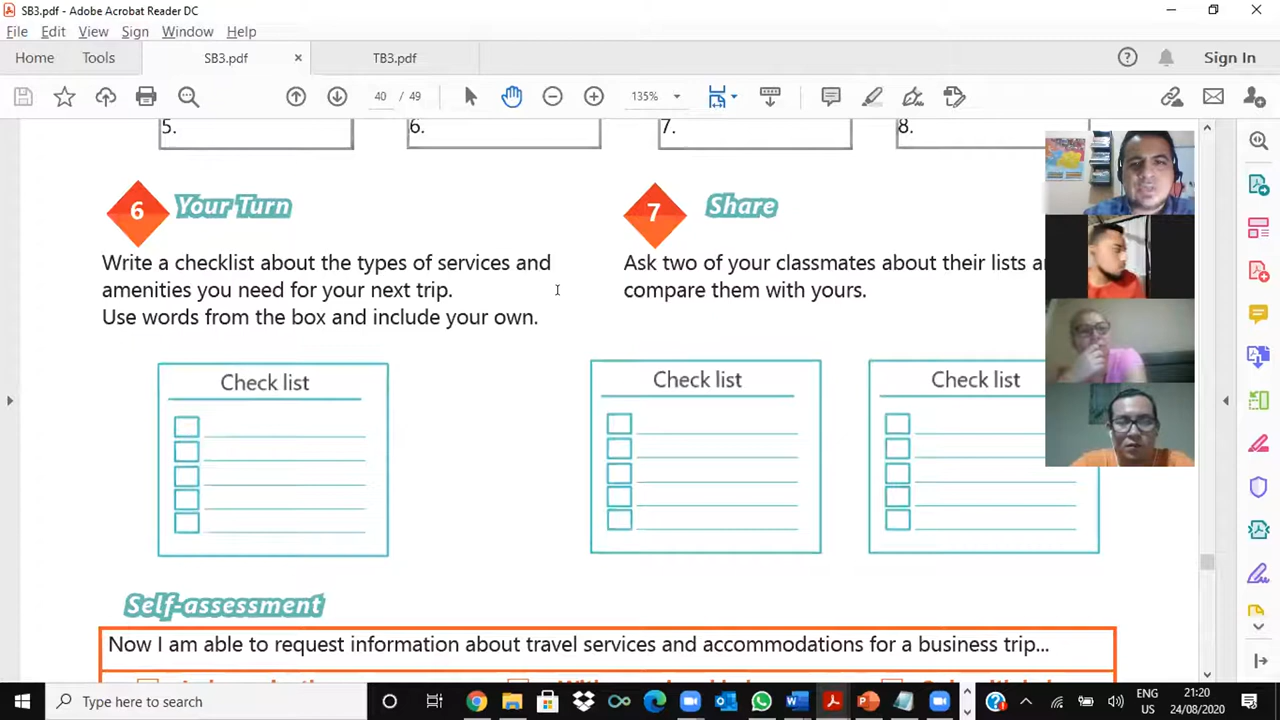 SB3.pdf - Adobe Acrobat Reader DC
File Edit View Sign Window Help
Home Tools SB3.pdf × TB3.pdf Sign In
40 / 49 135%
5. 6. 7. 8.
6 Your Turn
Write a checklist about the types of services and
amenities you need for your next trip.
Use words from the box and include your own.
7 Share
Ask two of your classmates about their lists
compare them with yours.
Check list
Check list
Check list
Self-assessment
Now I am able to request information about travel services and accommodations for a business trip...
Type here to search
ENG
US
21:20
24/08/2020